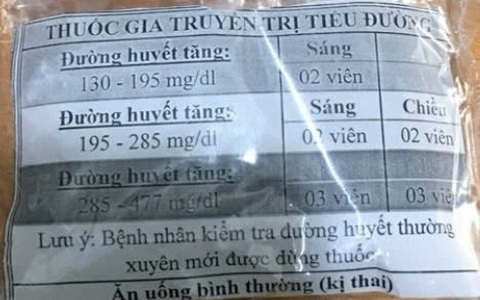 THUỐC GIA TRUYỀN TRỊ TIỂU ĐƯỜNG
Đường huyết tăng: Sáng
130 - 195 mg/dl 02 viên
Đường huyết tăng: Sáng Chiều
195 - 285 mg/dl 02 viên 02 viên
Đường huyết tăng:
285 - 477 mg/dl 03 viên 03 viê
Lưu ý: Bệnh nhân kiểm tra đường huyết thường
xuyên mới được dùng thuốc
Ăn uống bình thường (kị thai)